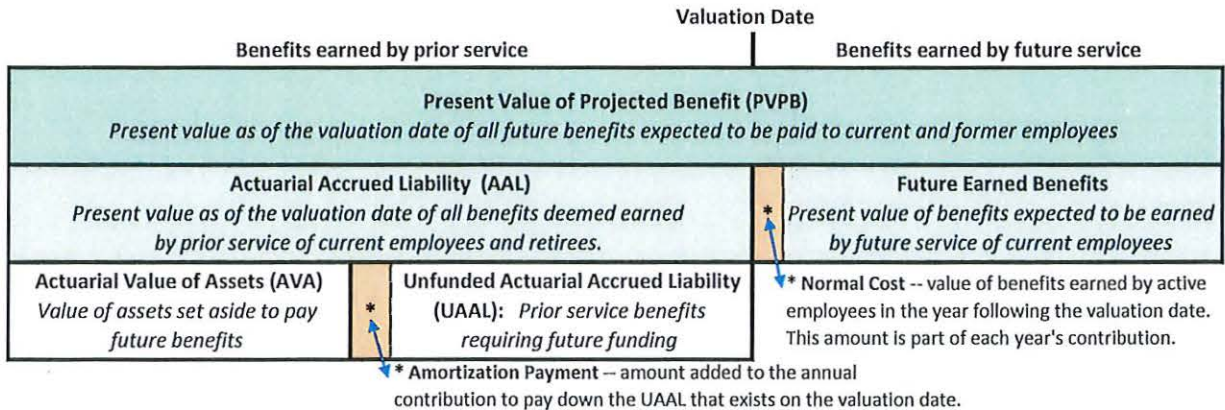 Valuation Date
Benefits earned by prior service
Benefits earned by future service
Present Value of Projected Benefit (PVPB)
Present value as of the valuation date of all future benefits expected to be paid to current and former employees
Actuarial Accrued Liability (AAL)
Present value as of the valuation date of all benefits deemed earned
by prior service of current employees and retirees.
*
Future Earned Benefits
Present value of benefits expected to be earned
by future service of current employees
Actuarial Value of Assets (AVA)
Value of assets set aside to pay
future benefits
*
Unfunded Actuarial Accrued Liability
(UAAL): Prior service benefits
requiring future funding
* Normal Cost -- value of benefits earned by active
employees in the year following the valuation date.
This amount is part of each year's contribution.
* Amortization Payment -- amount added to the annual
contribution to pay down the UAAL that exists on the valuation date.